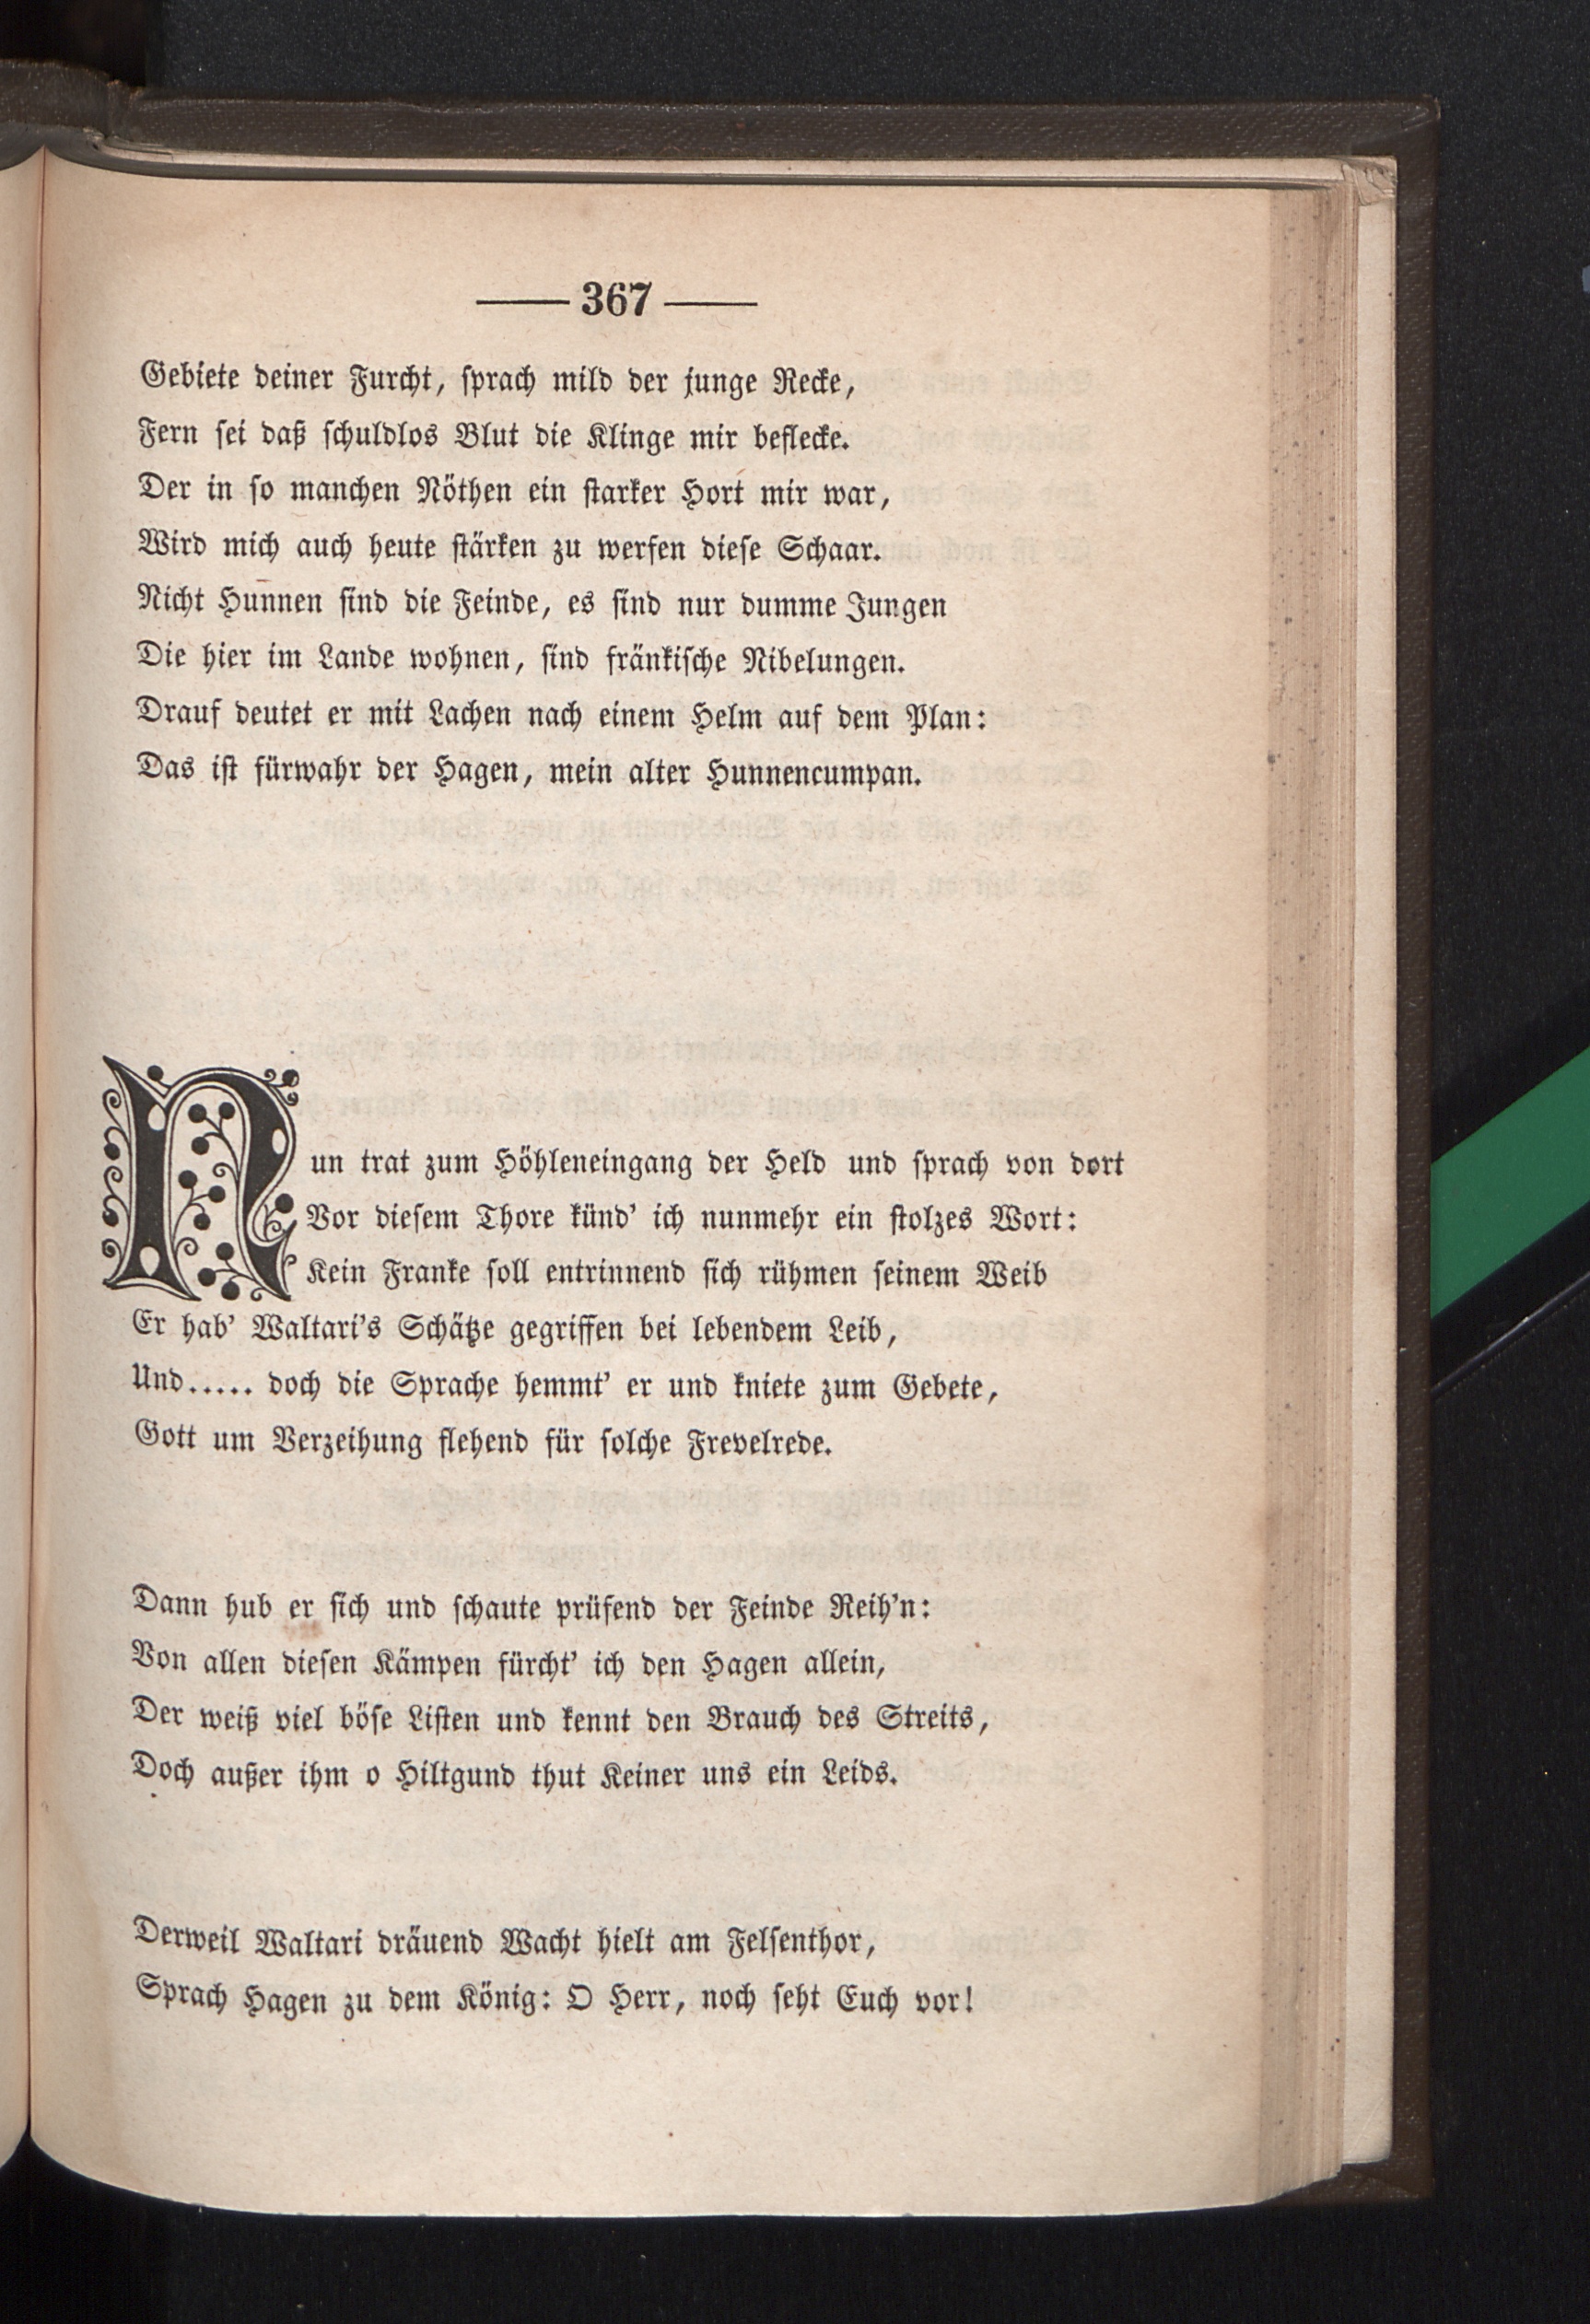 367
Gebiete deiner Furcht, sprach mild der junge Recke,
Fern sei daß schuldlos Blut die Klinge mir beflecke.
Der in so manchen Nöthen ein starker Hort mir war,
Wird mich auch heute stärken zu werfen diese Schaar.
Nicht Hunnen sind die Feinde, es sind nur dumme Jungen
Die hier im Lande wohnen, sind fränkische Nibelungen.
Drauf deutet er mit Lachen nach einem Helm auf dem Plan:
Das ist fürwahr der Hagen, mein alter Hunnencumpan.
Nun trat zum Höhleneingang der Held und sprach von dort
Vor diesem Thore künd' ich nunmehr ein stolzes Wort:
Kein Franke soll entrinnend sich rühmen seinem Weib
Er hab' Waltari's Schätze gegriffen bei lebendem Leib,
Und..... doch die Sprache hemmt' er und kniete zum Gebete,
Gott um Verzeihung flehend für solche Frevelrede.
Dann hub er sich und schaute prüfend der Feinde Reih'n:
Von allen diesen Kämpen fürcht' ich den Hagen allein,
Der weiß viel böse Listen und kennt den Brauch des Streits,
Doch außer ihm o Hiltgund thut Keiner uns ein Leids.
Derweil Waltari dräuend Wacht hielt am Felsenthor,
Sprach Hagen zu dem König: O Herr, noch seht Euch vor!